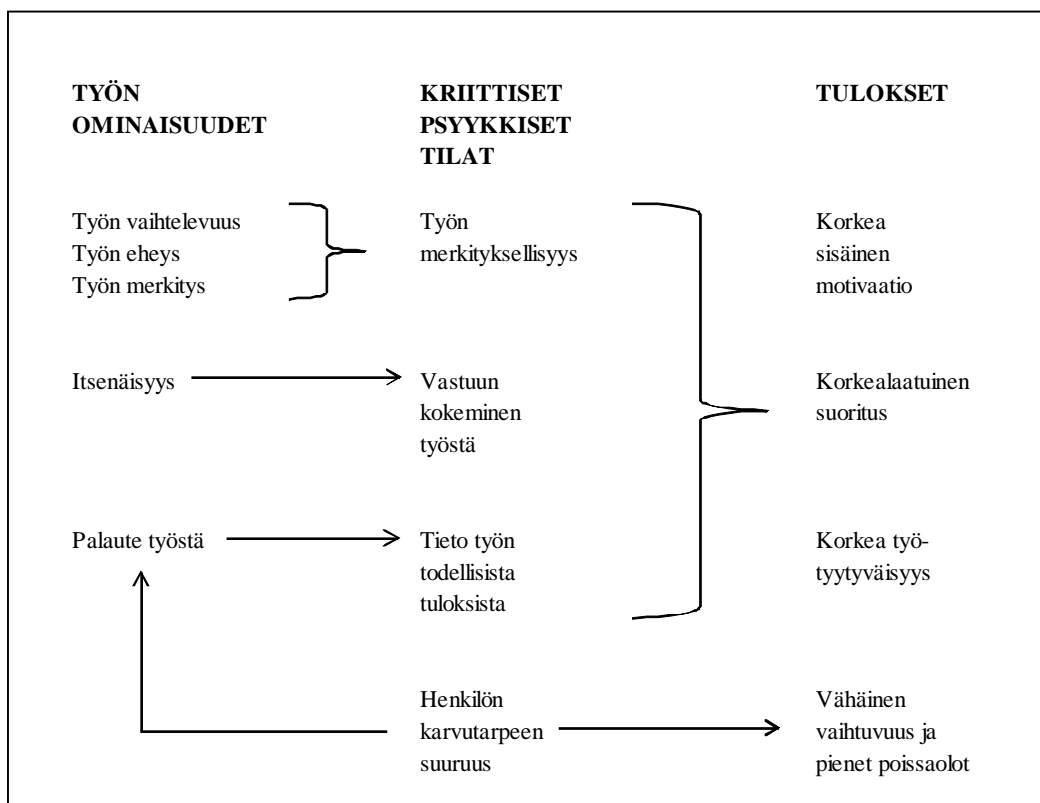 TYÖN
OMINAISUUDET
KRIITTISET
PSYYKKISET
TILAT
TULOKSET
Työn vaihtelevuus
Työn eheys
Työn merkitys
Työn
merkityksellisyys
Korkea
sisäinen
motivaatio
Itsenäisyys
Vastuun
kokeminen
työstä
Korkealaatuinen
suoritus
Palaute työstä
Tieto työn
todellisista
tuloksista
Korkea työ-
tyytyväisyys
Henkilön
karvutarpeen
suuruus
Vähäinen
vaihtuvuus ja
pienet poissaolot